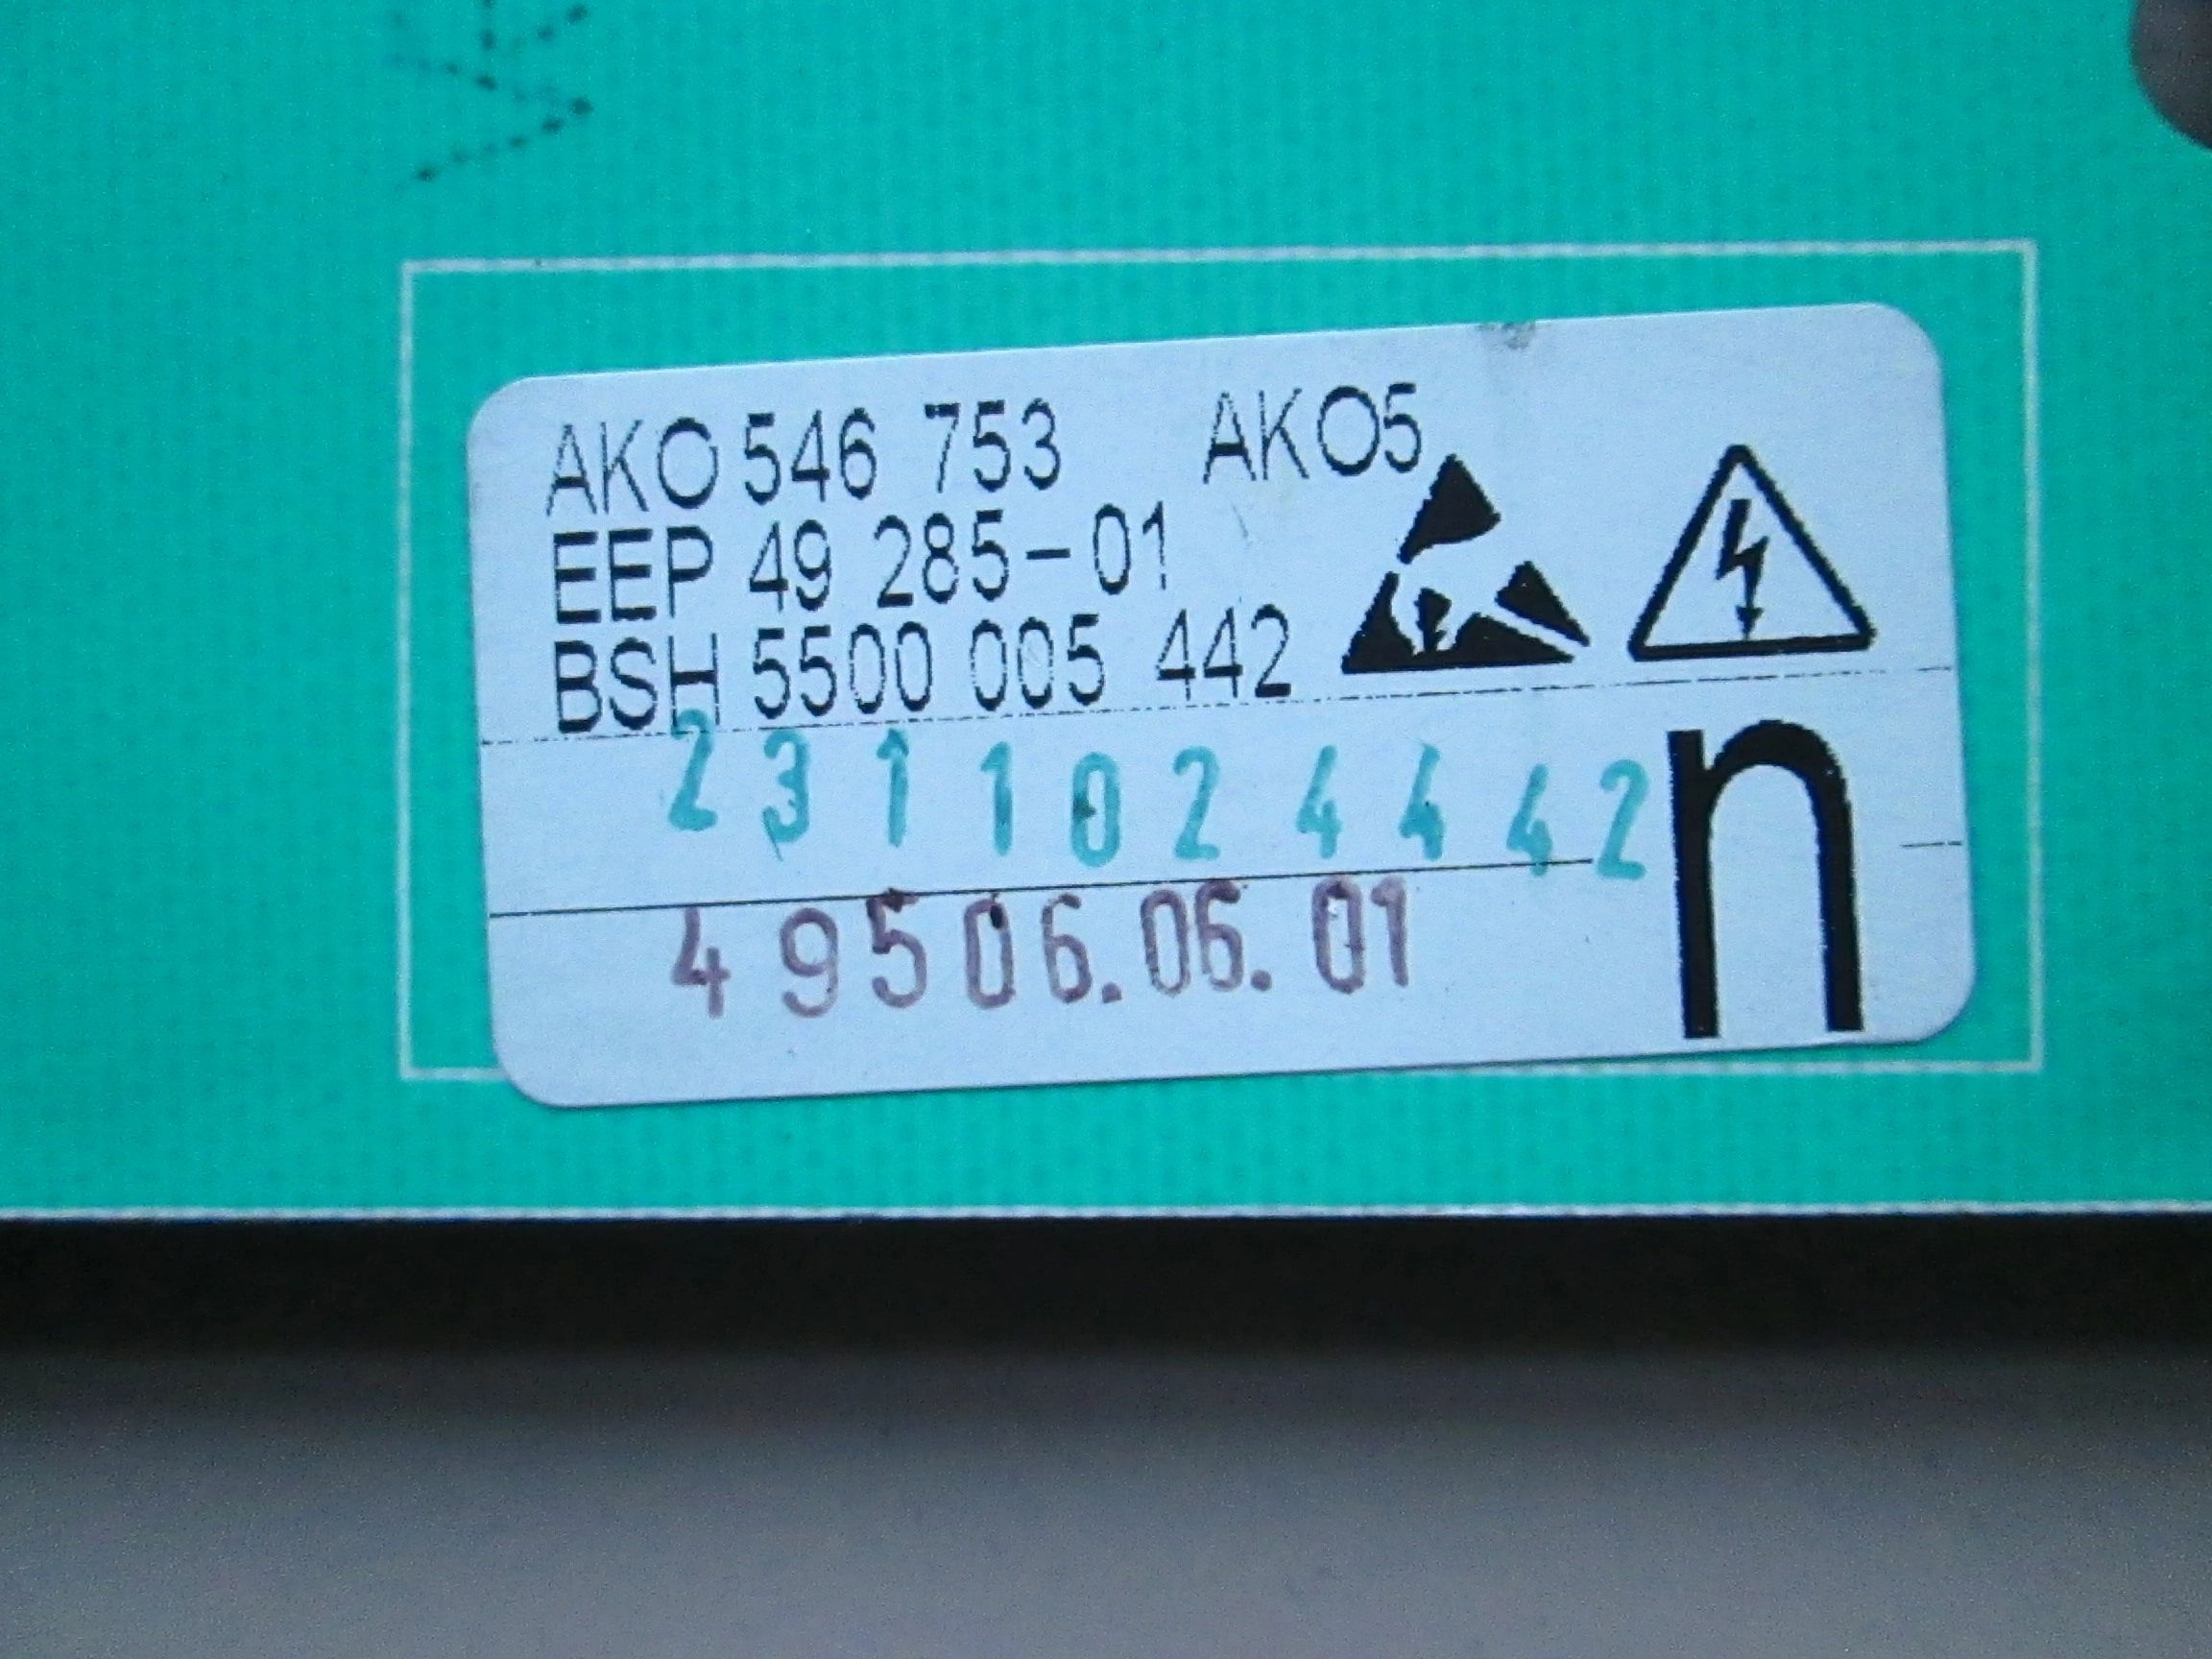 AKO 546 753 AKO5
EEP 49 285-01
BSH 5500 005 442
2311024442
49506.06.01
n